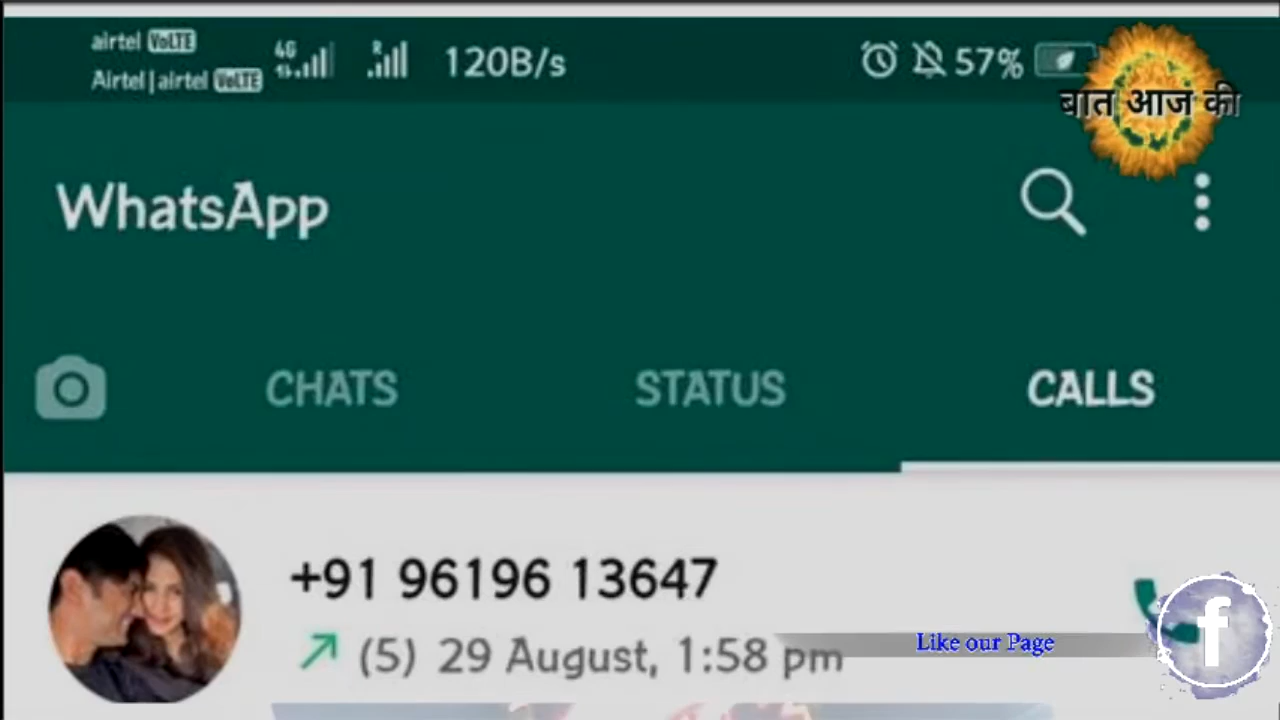 airtel VoLTE
Airtel|airtel VoLTE
4G
R
120B/s
57%
बात आज की
WhatsApp
CHATS
STATUS
CALLS
+91 96196 13647
(5) 29 August, 1:58 pm
Like our Page
f